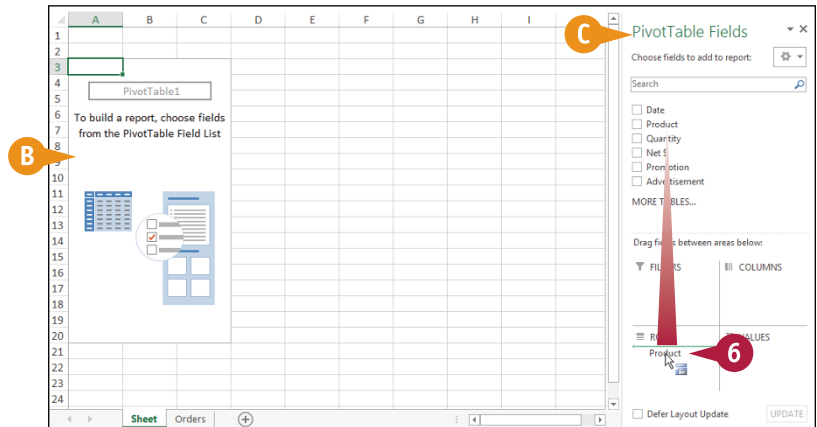 A B C D E F G H I
1
2
3
4
5
6
7
8
9
10
11
12
13
14
15
16
17
18
19
20
21
22
23
24
PivotTable1
To build a report, choose fields
from the PivotTable Field List
B
Sheet Orders
C
PivotTable Fields
Choose fields to add to report:
Search
Date
Product
Quantity
Net $
Promotion
Advertisement
MORE TABLES...
Drag fields between areas below:
FILTERS COLUMNS
VALUES
Product
6
Defer Layout Update UPDATE